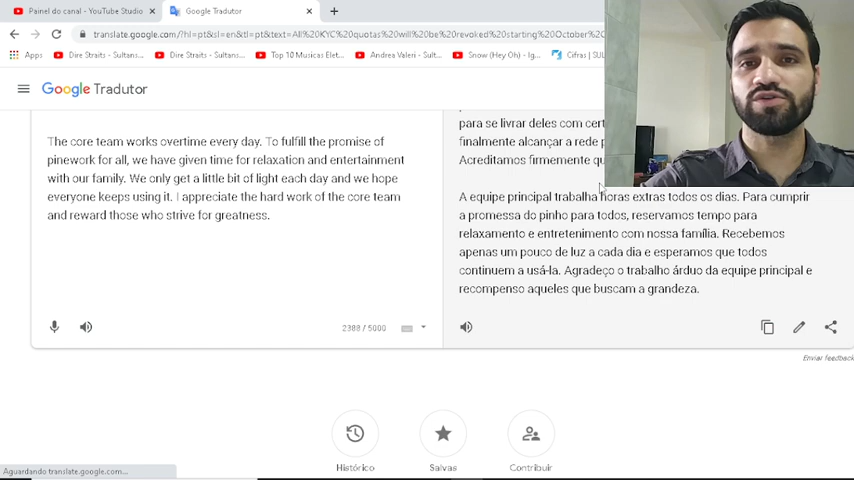 Painel do canal - YouTube Studio
Google Tradutor
translate.google.com/?hl=pt&sl=en&tl=pt&text=All%20KYC%20quotas%20will%20be%20revoked%20starting%20October%
Apps
Dire Straits - Sultans...
Dire Straits - Sultans...
Top 10 Musicas Elet...
Andrea Valeri - Sult...
Snow (Hey Oh) - Ig...
Cifras | SUL
Google Tradutor
The core team works overtime every day. To fulfill the promise of
pinework for all, we have given time for relaxation and entertainment
with our family. We only get a little bit of light each day and we hope
everyone keeps using it. I appreciate the hard work of the core team
and reward those who strive for greatness.
2388 / 5000
para se livrar deles com cert
finalmente alcançar a rede p
Acreditamos firmemente qu
A equipe principal trabalha horas extras todos os dias. Para cumprir
a promessa do pinho para todos, reservamos tempo para
relaxamento e entretenimento com nossa família. Recebemos
apenas um pouco de luz a cada dia e esperamos que todos
continuem a usá-la. Agradeço o trabalho árduo da equipe principal e
recompenso aqueles que buscam a grandeza.
Enviar feedback
Histórico
Salvas
Contribuir
Aguardando translate.google.com...